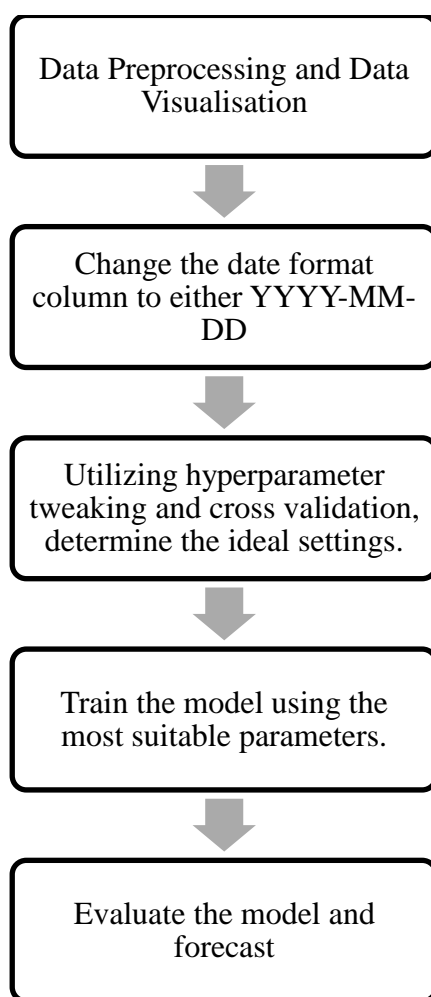 Data Preprocessing and Data
Visualisation
Change the date format
column to either YYYY-MM-
DD
Utilizing hyperparameter
tweaking and cross validation,
determine the ideal settings.
Train the model using the
most suitable parameters.
Evaluate the model and
forecast